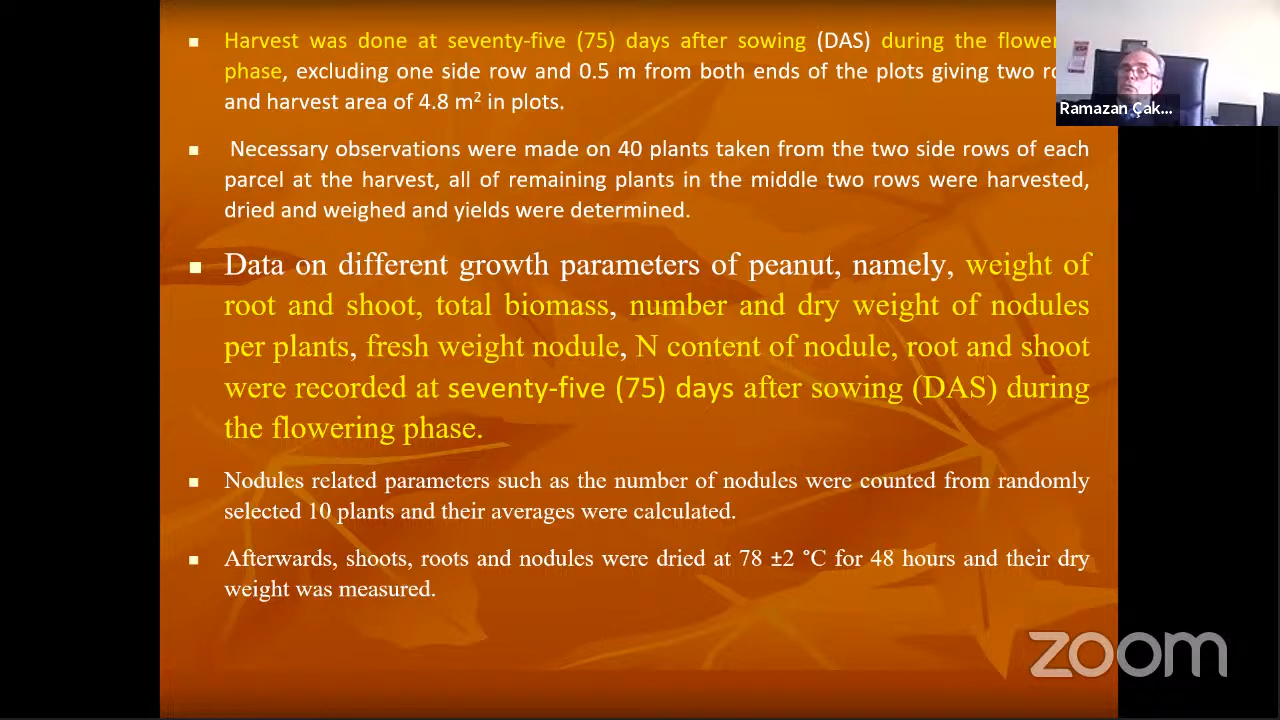 Harvest was done at seventy-five (75) days after sowing (DAS) during the
phase, excluding one side row and 0.5 m from both ends of the plots giving two
and harvest area of 4.8 m² in plots.
Necessary observations were made on 40 plants taken from the two side rows of each
parcel at the harvest, all of remaining plants in the middle two rows were harvested,
dried and weighed and yields were determined.
Data on different growth parameters of peanut, namely, weight of
root and shoot, total biomass, number and dry weight of nodules
per plants, fresh weight nodule, N content of nodule, root and shoot
were recorded at seventy-five (75) days after sowing (DAS) during
the flowering phase.
Nodules related parameters such as the number of nodules were counted from randomly
selected 10 plants and their averages were calculated.
Afterwards, shoots, roots and nodules were dried at 78 ±2 °C for 48 hours and their dry
weight was measured.
Ramazan Çak...
zoom